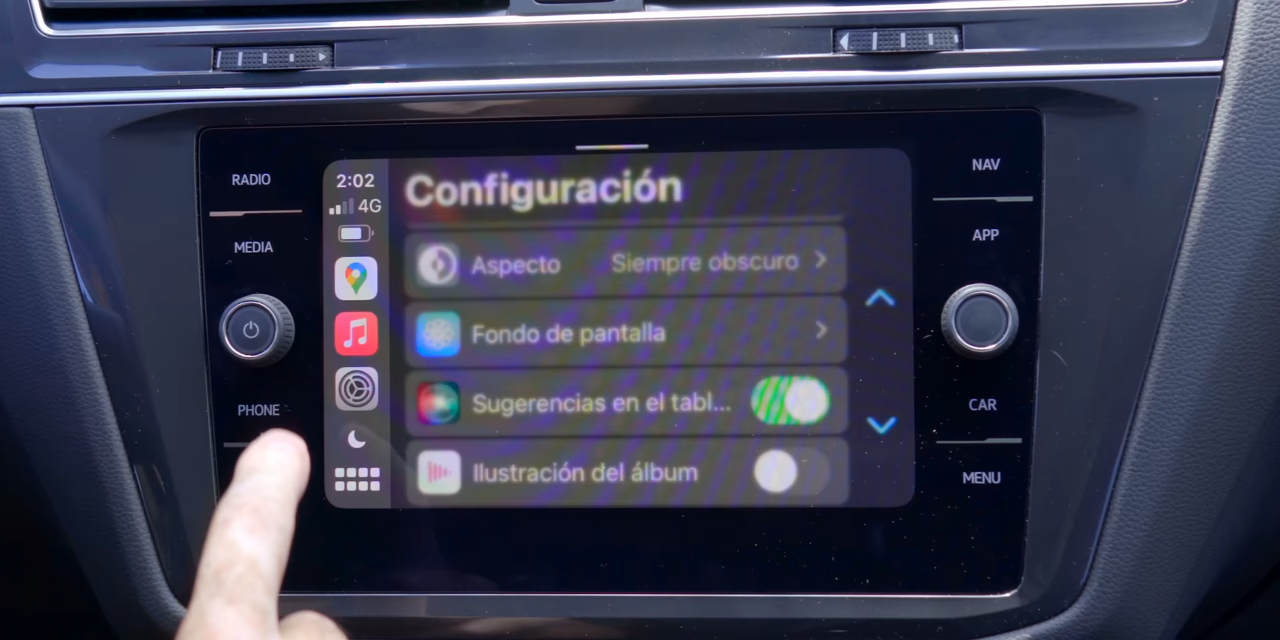 RADIO
MEDIA
PHONE
2:02
4G
Configuración
Aspecto Siempre obscuro
Fondo de pantalla
Sugerencias en el tabl...
Ilustración del álbum
NAV
APP
CAR
MENU